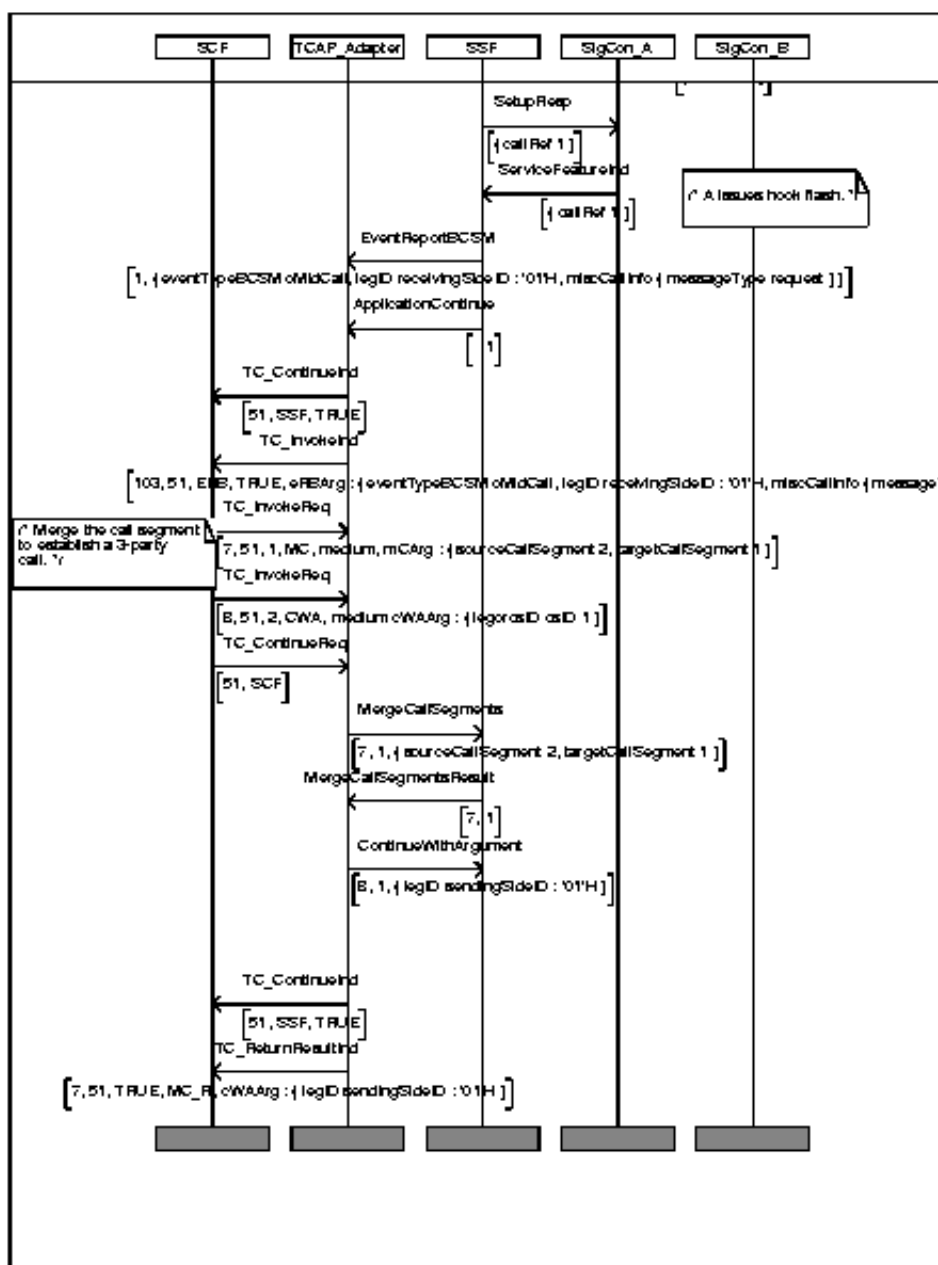 SCF TCAP_Adapter SSF SigCon_A SigCon_B
SetupResp
{ callRef 1 }
ServiceFeatureInd
{ callRef 1 }
/* A issues hook flash. */
EventReportBCSM
1, { eventTypeBCSM oMidCall, legID receivingSideID : '01'H, miscCallInfo { messageType request } }
ApplicationContinue
1
TC_ContinueInd
51, SSF, TRUE
TC_InvokeInd
103, 51, ERB, TRUE, eRBArg : { eventTypeBCSM oMidCall, legID receivingSideID : '01'H, miscCallInfo { message
TC_InvokeReq
/* Merge the call segment
to establish a 3-party
call. */
7, 51, 1, MC, medium, mCArg : { sourceCallSegment 2, targetCallSegment 1 }
TC_InvokeReq
8, 51, 2, CWA, medium cWAArg : { legorcsID csID 1 }
TC_ContinueReq
51, SCF
MergeCallSegments
7, 1, { sourceCallSegment 2, targetCallSegment 1 }
MergeCallSegmentsResult
7, 1
ContinueWithArgument
8, 1, { legID sendingSideID : '01'H }
TC_ContinueInd
51, SSF, TRUE
TC_ReturnResultInd
7, 51, TRUE, MC_R, cWAArg : { legID sendingSideID : '01'H }